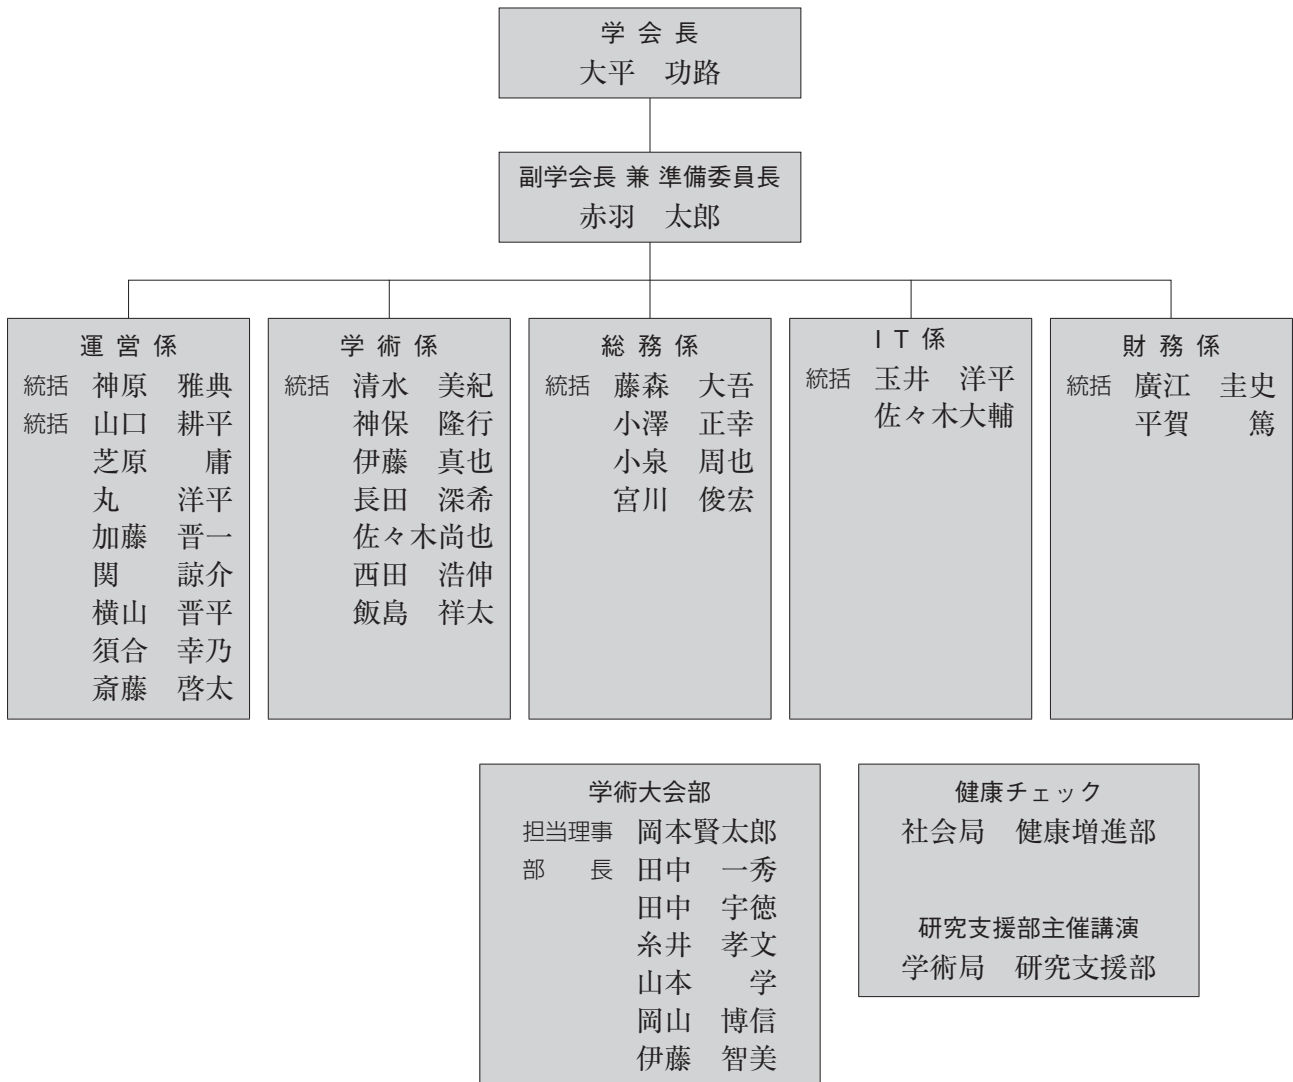 学会長
大平　功路
副学会長 兼 準備委員長
赤羽　太郎
運営係
統括 神原　雅典
統括 山口　耕平
芝原　　庸
丸　　洋平
加藤　晋一
関　　諒介
横山　晋平
須合　幸乃
斎藤　啓太
学術係
統括 清水　美紀
神保　隆行
伊藤　真也
長田　深希
佐々木尚也
西田　浩伸
飯島　祥太
総務係
統括 藤森　大吾
小澤　正幸
小泉　周也
宮川　俊宏
IT係
統括 玉井　洋平
佐々木大輔
財務係
統括 廣江　圭史
平賀　　篤
学術大会部
担当理事 岡本賢太郎
部　長 田中　一秀
田中　宇徳
糸井　孝文
山本　　学
岡山　博信
伊藤　智美
健康チェック
社会局　健康増進部
研究支援部主催講演
学術局　研究支援部